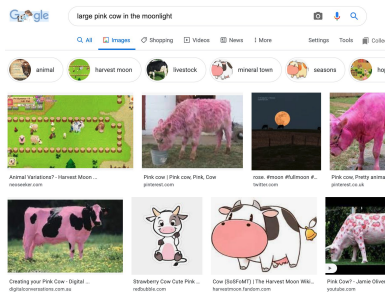 Google
large pink cow in the moonlight
All
Images
Shopping
Videos
News
More
Settings
Tools
animal
harvest moon
livestock
mineral town
seasons
Animal Variations? - Harvest Moon ...
neoseeker.com
Pink cow | Pink cow, Pink, Cow
pinterest.com
rose. #moon #fullmoon #...
twitter.com
Pink cow, Pretty anima
pinterest.co.uk
Creating your Pink Cow - Digital ...
digitalconversations.com.au
Strawberry Cow Cute Pink ...
redbubble.com
Cow (SoSFoMT) | The Harvest Moon Wiki...
harvestmoon.fandom.com
Pink Cow? - Jamie Oliver
youtube.com